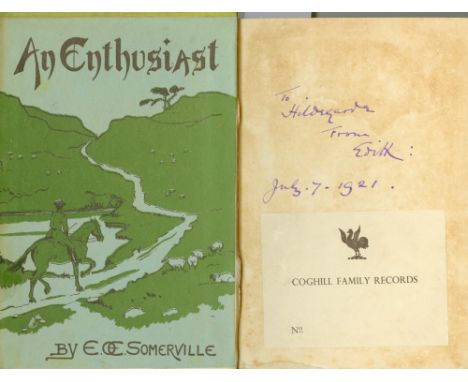 An Enthusiast
BY E. Œ. SOMERVILLE
To
Hildegarde
From
Edith:
July. 7. 1921.
COGHILL FAMILY RECORDS
No.